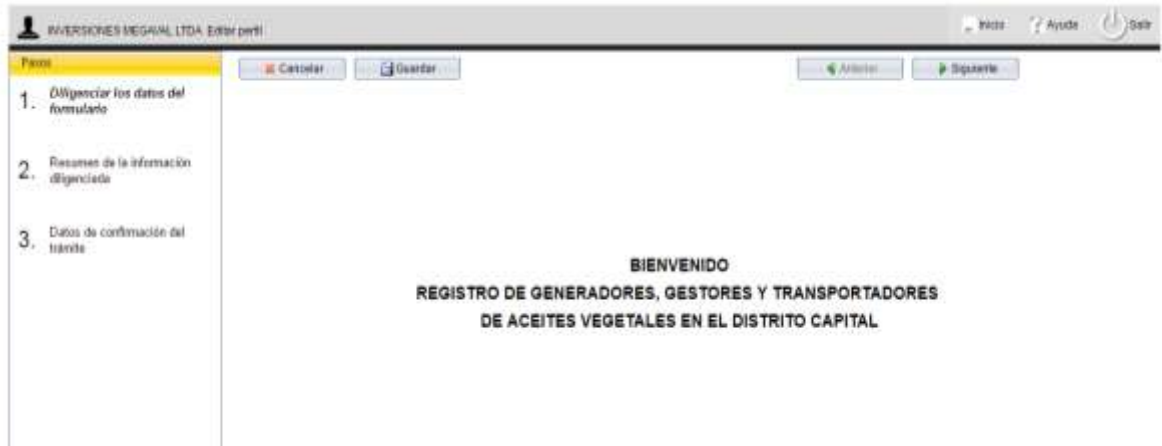 INVERSIONES MEGAVAL LTDA. Editar perfil
Inicio
Ayuda
Salir
Pasos
Cancelar
Guardar
Anterior
Siguiente
1. Diligenciar los datos del
formulario
2. Resumen de la información
diligenciada
3. Datos de confirmación del
trámite
BIENVENIDO
REGISTRO DE GENERADORES, GESTORES Y TRANSPORTADORES
DE ACEITES VEGETALES EN EL DISTRITO CAPITAL